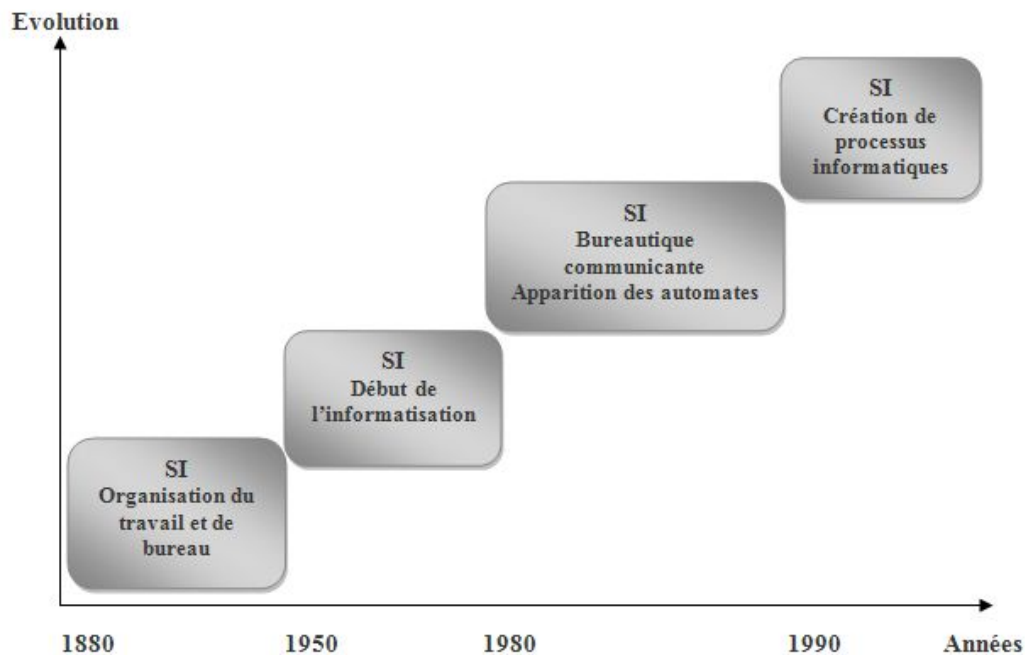 Evolution
SI
Création de
processus
informatiques
SI
Bureautique
communicante
Apparition des automates
SI
Début de
l’informatisation
SI
Organisation du
travail et de
bureau
1880 1950 1980 1990 Années